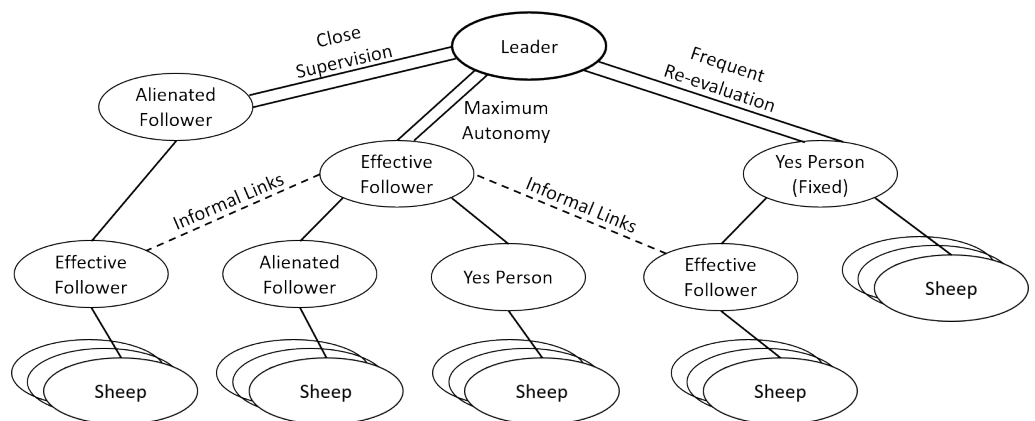 Leader
Close
Supervision
Frequent
Re-evaluation
Alienated
Follower
Maximum
Autonomy
Effective
Follower
Yes Person
(Fixed)
Informal Links
Informal Links
Effective
Follower
Alienated
Follower
Yes Person
Effective
Follower
Sheep
Sheep
Sheep
Sheep
Sheep